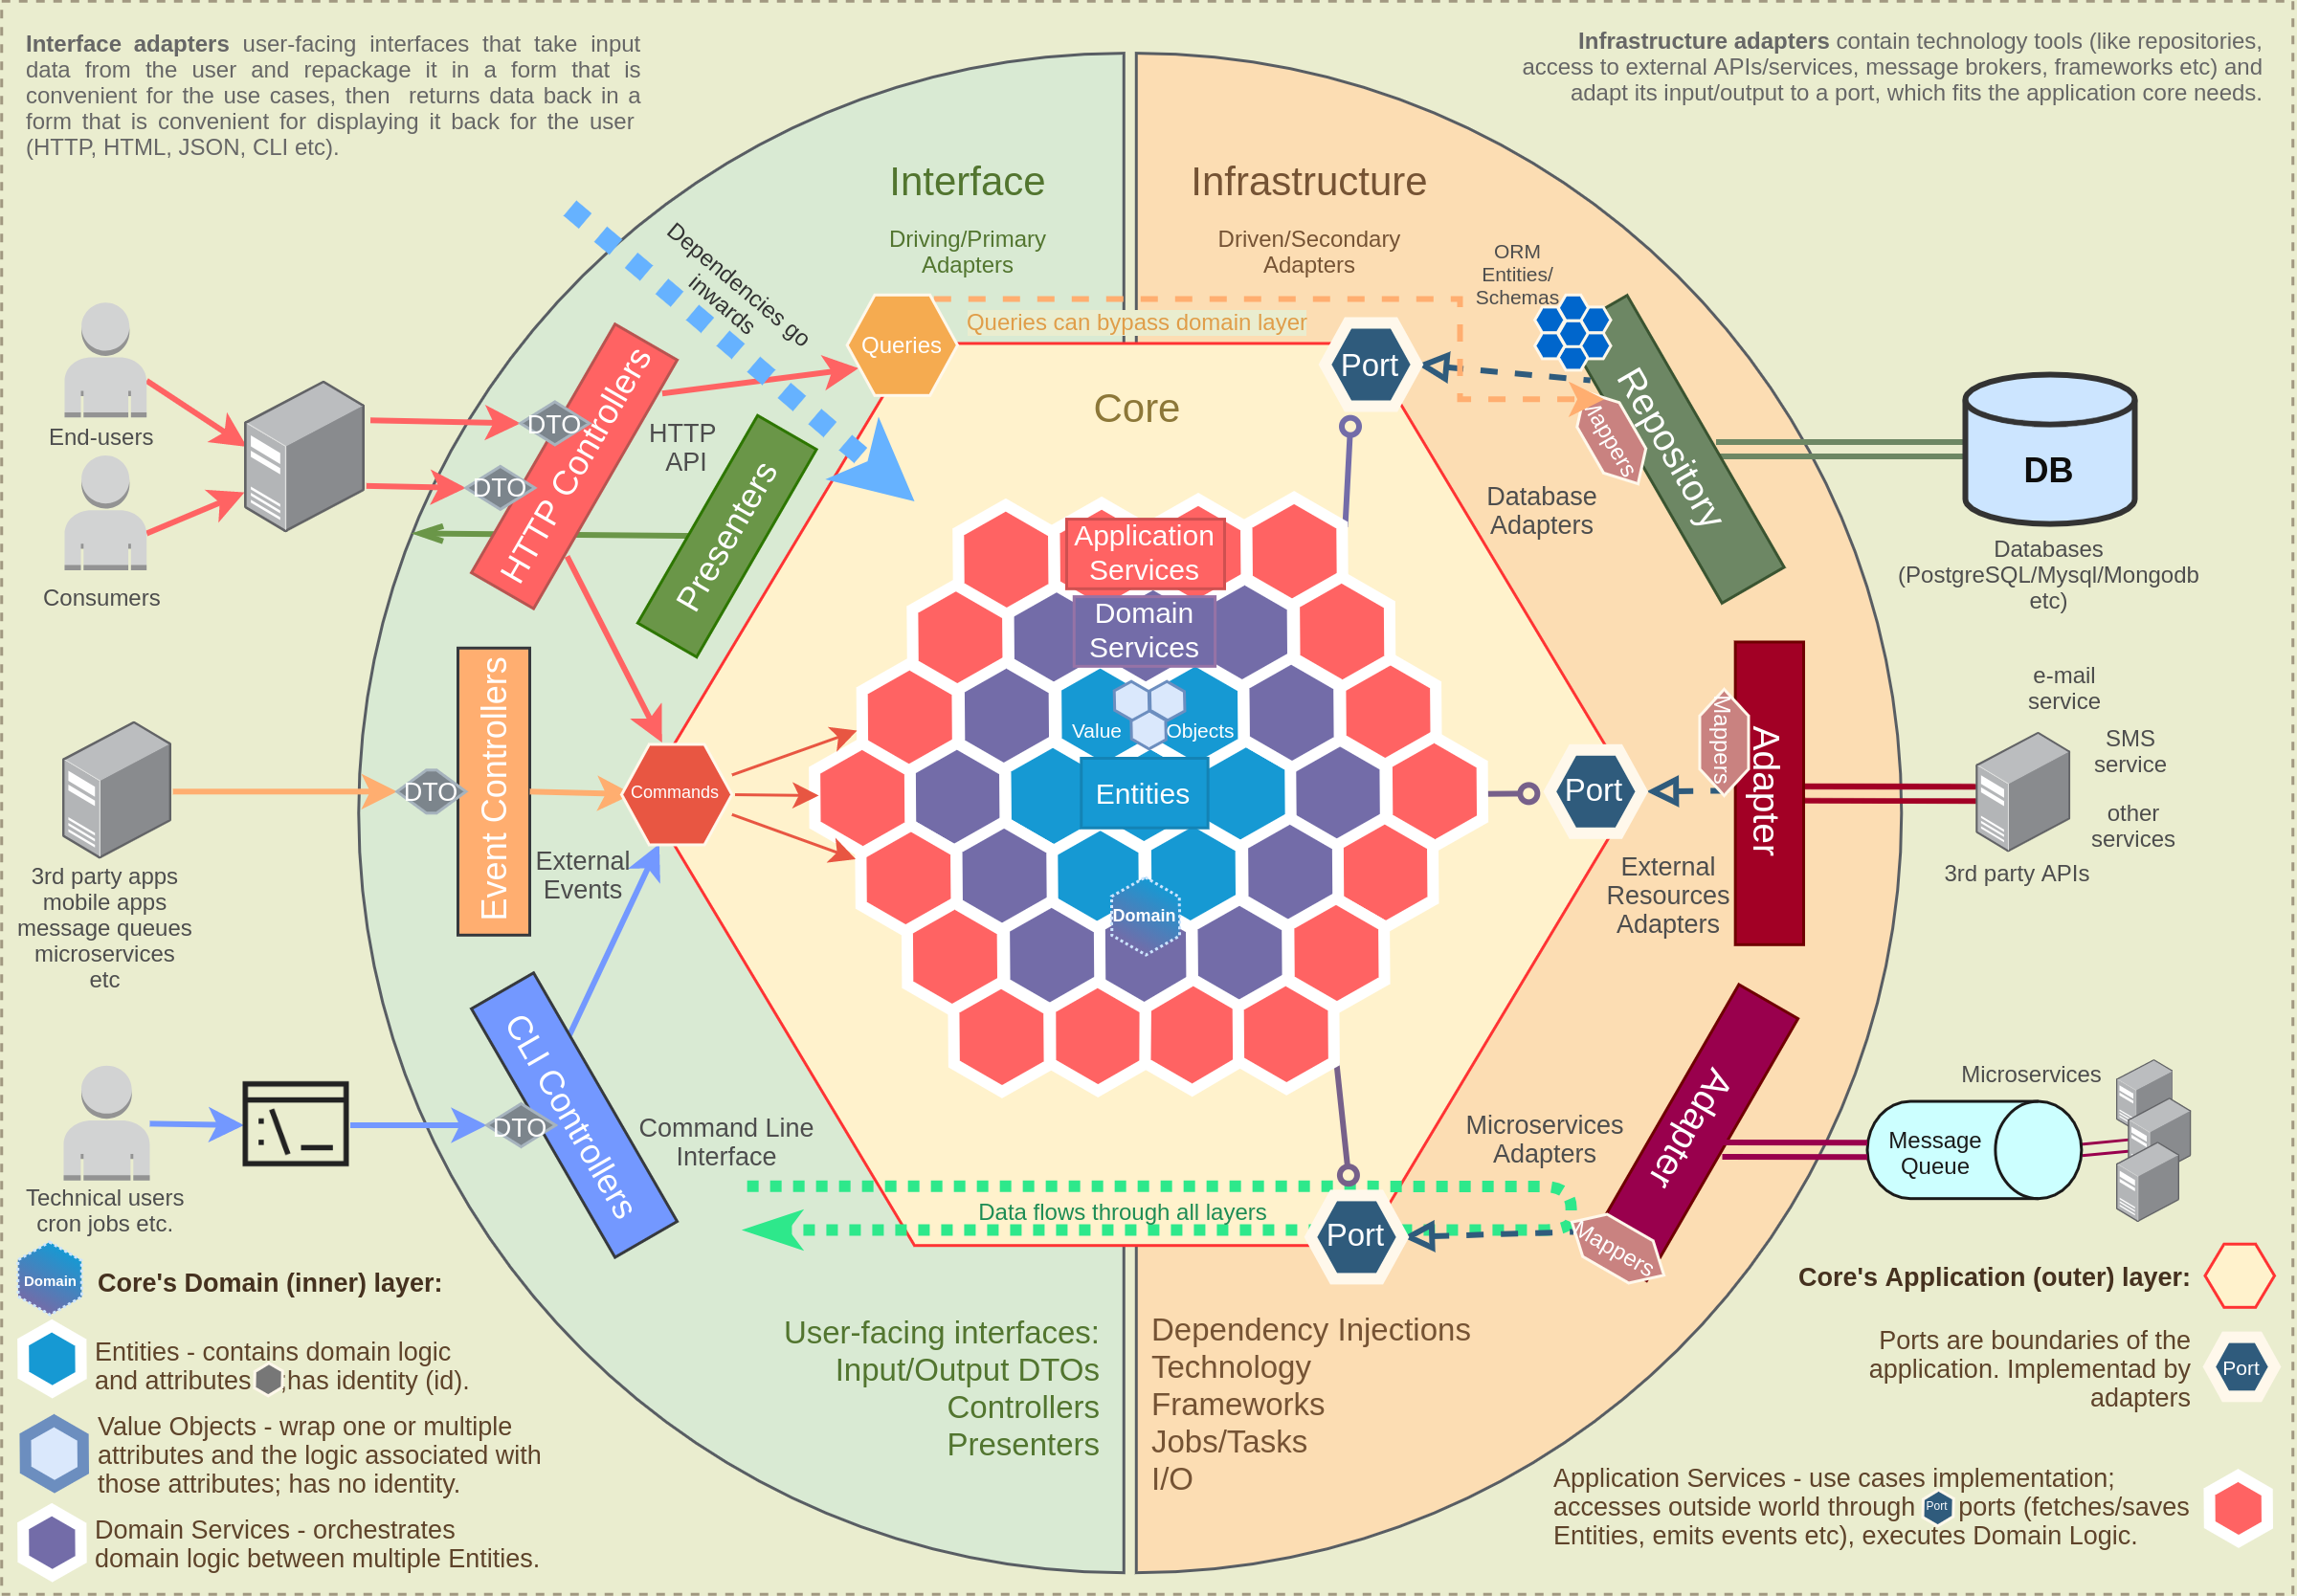 Interface adapters user-facing interfaces that take input
data from the user and repackage it in a form that is
convenient for the use cases, then returns data back in a
form that is convenient for displaying it back for the user
(HTTP, HTML, JSON, CLI etc).
Infrastructure adapters contain technology tools (like repositories,
access to external APIs/services, message brokers, frameworks etc) and
adapt its input/output to a port, which fits the application core needs.
Interface
Driving/Primary
Adapters
Infrastructure
Driven/Secondary
Adapters
ORM
Entities/
Schemas
Dependencies go
inwards
Queries
Queries can bypass domain layer
Port
Core
End-users
Consumers
DTO
DTO
HTTP Controllers
HTTP
API
Presenters
Mappers
Repository
Database
Adapters
DB
Databases
(PostgreSQL/Mysql/Mongodb
etc)
Application
Services
Domain
Services
Value
Objects
Entities
Domain
3rd party apps
mobile apps
message queues
microservices
etc
DTO
Event Controllers
External
Events
Commands
Port
Mappers
Adapter
External
Resources
Adapters
e-mail
service
SMS
service
other
services
3rd party APIs
Technical users
cron jobs etc.
:\_
DTO
CLI Controllers
Command Line
Interface
Data flows through all layers
Port
Microservices
Adapters
Adapter
Mappers
Microservices
Message
Queue
Domain
Core's Domain (inner) layer:
Entities - contains domain logic
and attributes ;has identity (id).
Value Objects - wrap one or multiple
attributes and the logic associated with
those attributes; has no identity.
Domain Services - orchestrates
domain logic between multiple Entities.
User-facing interfaces:
Input/Output DTOs
Controllers
Presenters
Dependency Injections
Technology
Frameworks
Jobs/Tasks
I/O
Core's Application (outer) layer:
Ports are boundaries of the
application. Implementad by
adapters
Port
Application Services - use cases implementation;
accesses outside world through Port ports (fetches/saves
Entities, emits events etc), executes Domain Logic.